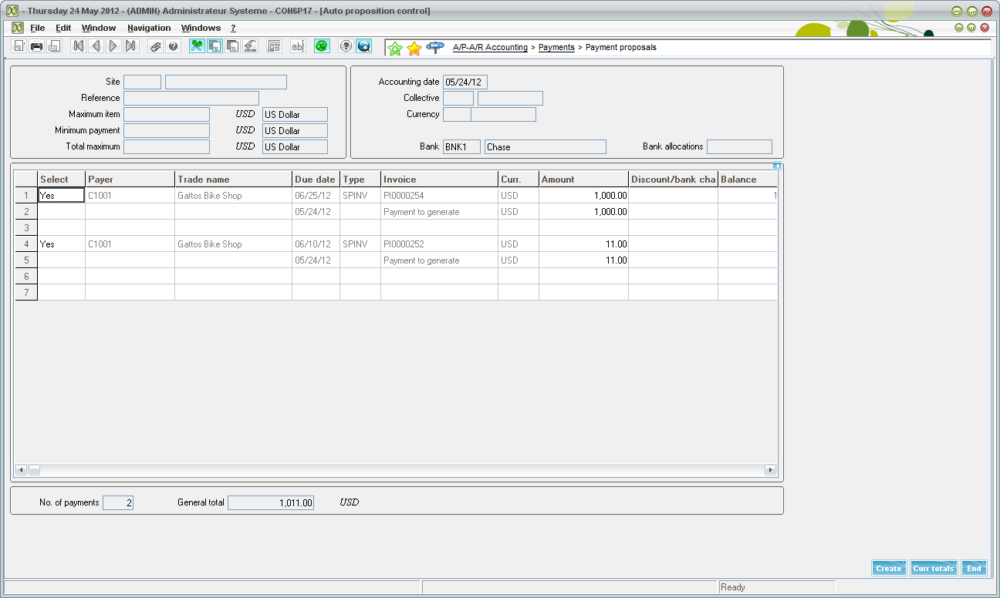 - Thursday 24 May 2012 - (ADMIN) Administrateur Systeme - CON6P17 - [Auto proposition control]
File Edit Window Navigation Windows ?
A/P-A/R Accounting > Payments > Payment proposals
Site
Reference
Maximum item USD US Dollar
Minimum payment USD US Dollar
Total maximum USD US Dollar
Accounting date 05/24/12
Collective
Currency
Bank BNK1 Chase Bank allocations
Select Payer Trade name Due date Type Invoice Curr. Amount Discount/bank cha Balance
1 Yes C1001 Gattos Bike Shop 06/25/12 SPINV PI0000254 USD 1,000.00 1
2 05/24/12 Payment to generate USD 1,000.00
3
4 Yes C1001 Gattos Bike Shop 06/10/12 SPINV PI0000252 USD 11.00
5 05/24/12 Payment to generate USD 11.00
6
7
No. of payments 2 General total 1,011.00 USD
Create Curr totals End
Ready